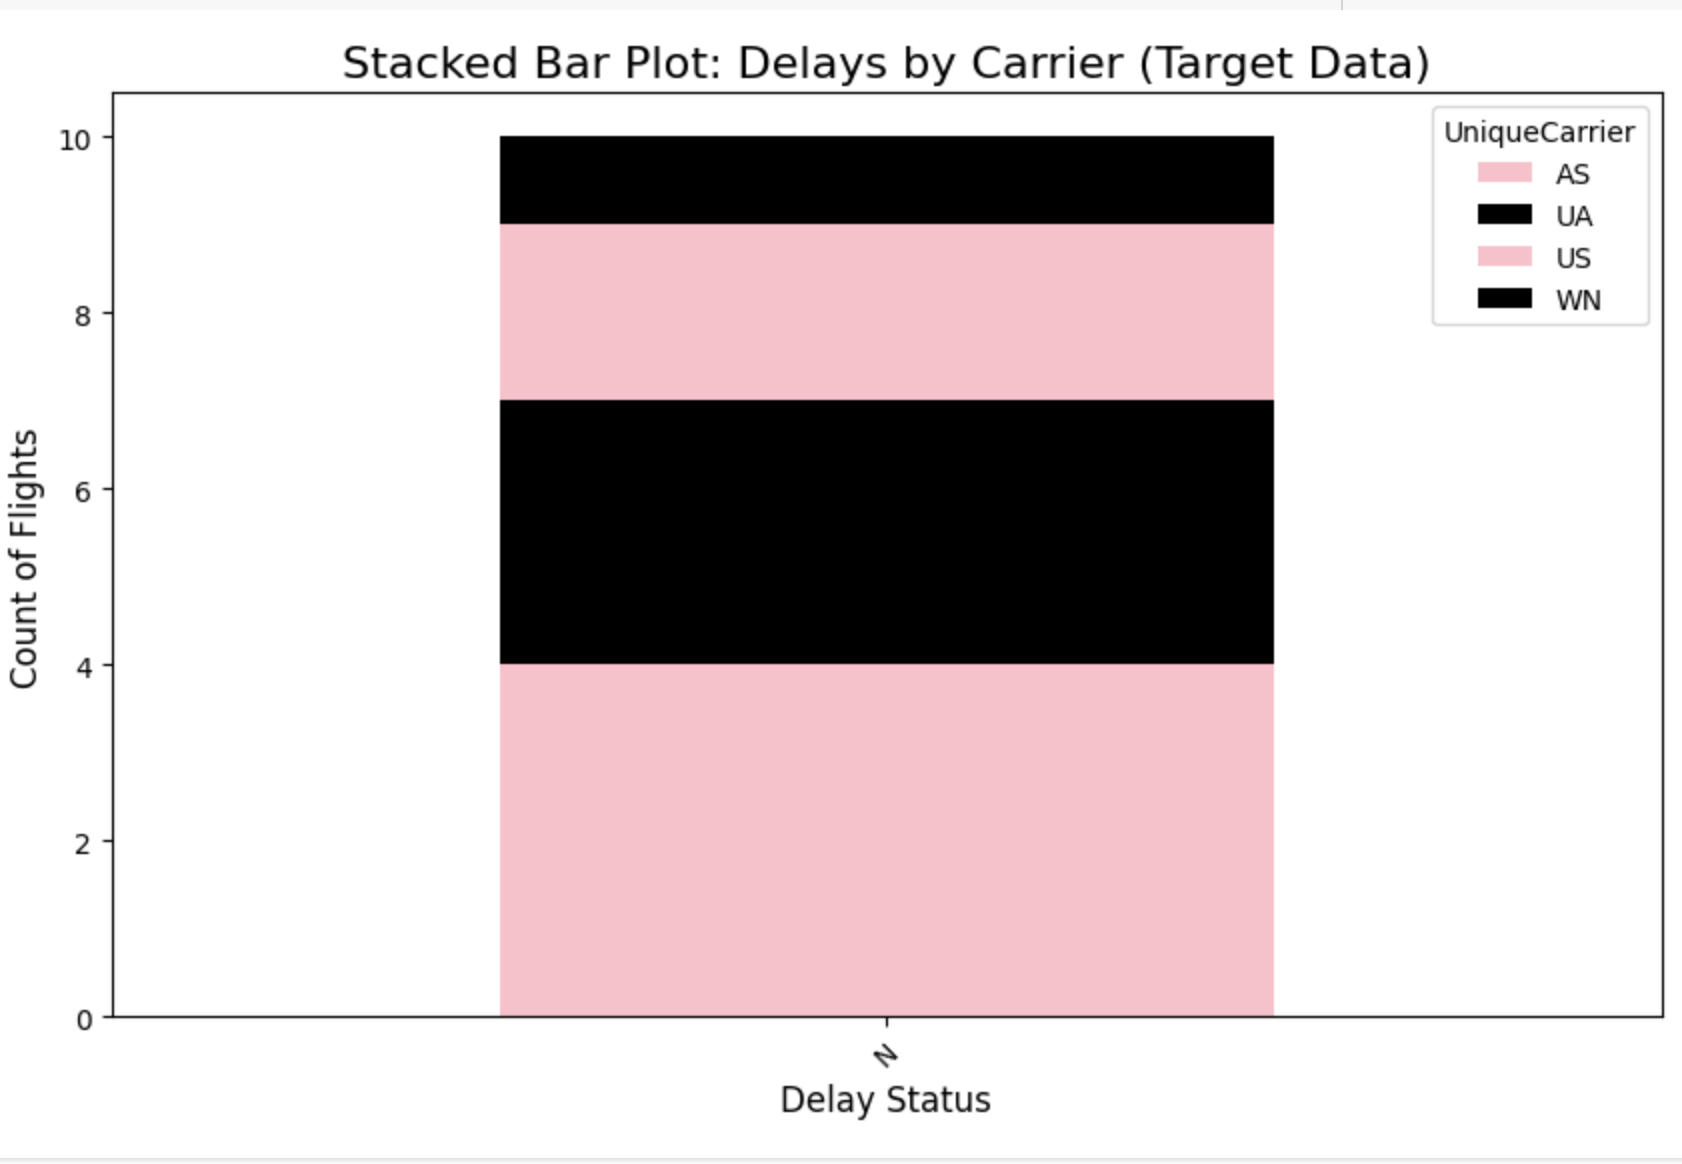 Stacked Bar Plot: Delays by Carrier (Target Data)
UniqueCarrier
AS
UA
US
WN
10
8
6
4
2
0
Count of Flights
N
Delay Status